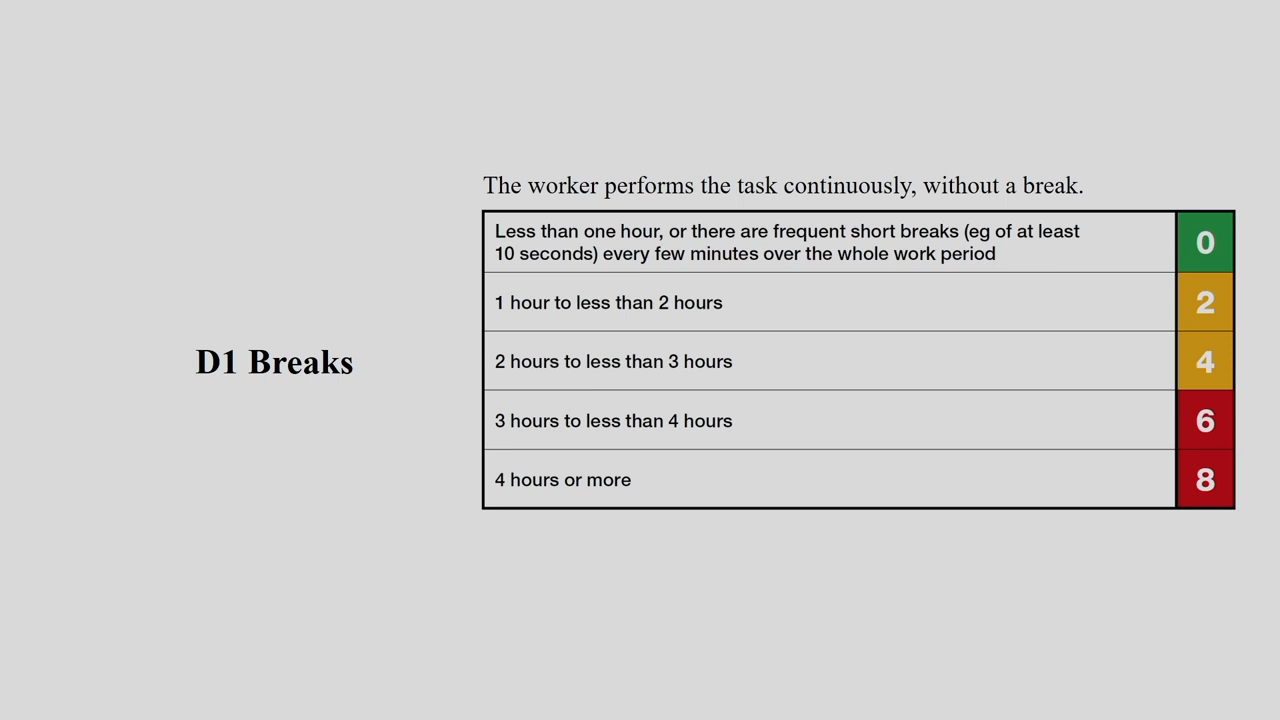 The worker performs the task continuously, without a break.
Less than one hour, or there are frequent short breaks (eg of at least
10 seconds) every few minutes over the whole work period
0
1 hour to less than 2 hours
2
D1 Breaks
2 hours to less than 3 hours
4
3 hours to less than 4 hours
6
4 hours or more
8